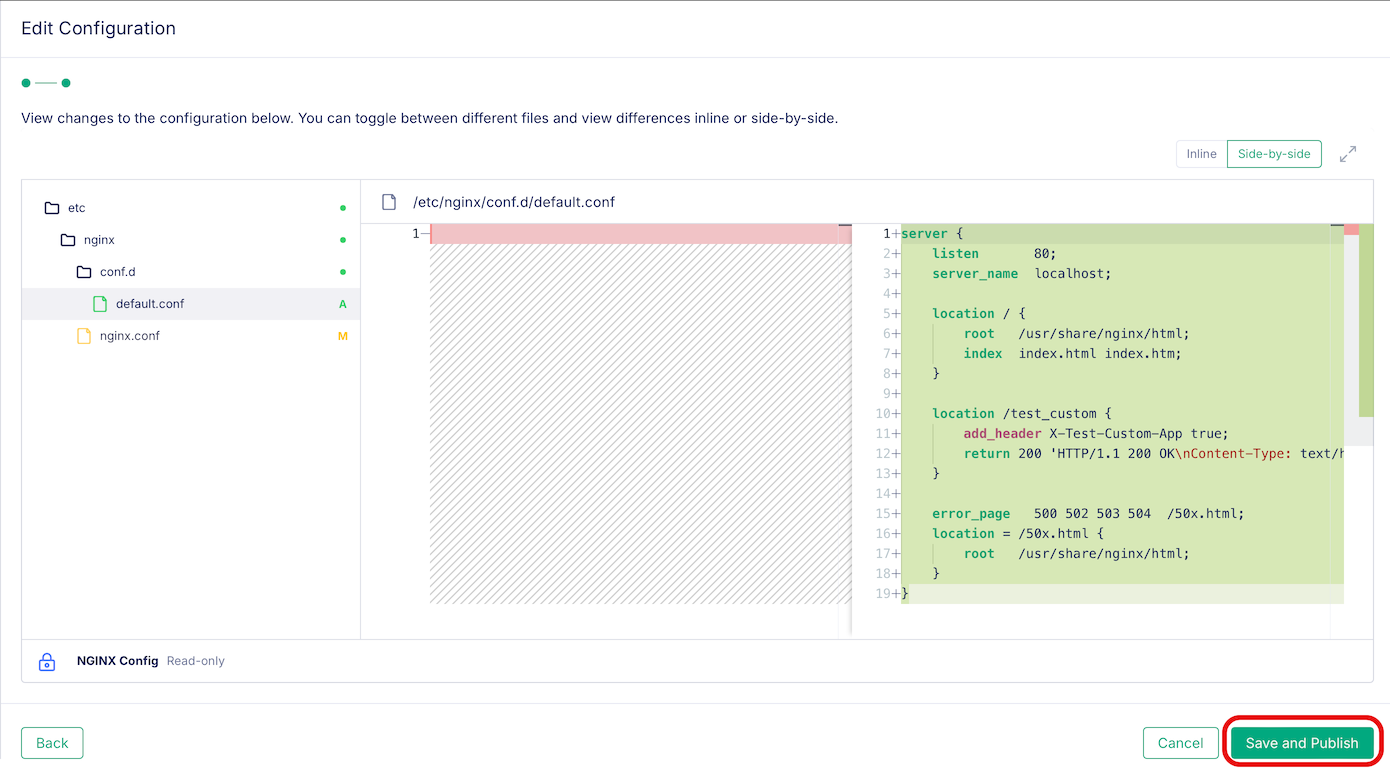 Edit Configuration
View changes to the configuration below. You can toggle between different files and view differences inline or side-by-side.
Inline Side-by-side
etc
nginx
conf.d
default.conf A
nginx.conf M
/etc/nginx/conf.d/default.conf
1−
1+server {
2+    listen       80;
3+    server_name  localhost;
4+
5+    location / {
6+        root   /usr/share/nginx/html;
7+        index  index.html index.htm;
8+    }
9+
10+    location /test_custom {
11+        add_header X-Test-Custom-App true;
12+        return 200 'HTTP/1.1 200 OK\nContent-Type: text/h
13+    }
14+
15+    error_page   500 502 503 504  /50x.html;
16+    location = /50x.html {
17+        root   /usr/share/nginx/html;
18+    }
19+}
NGINX Config Read-only
Back
Cancel Save and Publish